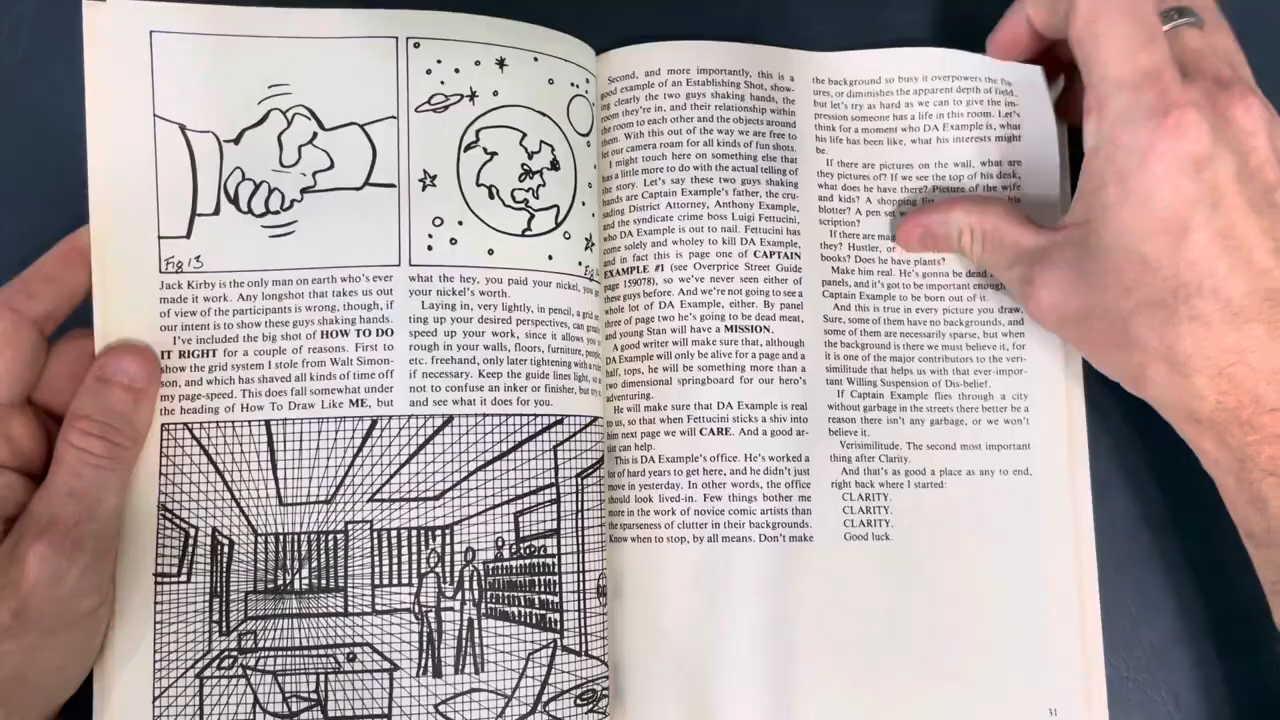 Fig 13
Fig
Jack Kirby is the only man on earth who's ever
made it work. Any longshot that takes us out
of view of the participants is wrong, though, if
our intent is to show these guys shaking hands.
I've included the big shot of HOW TO DO
IT RIGHT for a couple of reasons. First to
show the grid system I stole from Walt Simon-
son, and which has shaved all kinds of time off
my page-speed. This does fall somewhat under
the heading of How To Draw Like ME, but
what the hey, you paid your nickel, you
your nickel's worth.
Laying in, very lightly, in pencil, a grid
ting up your desired perspectives, can
speed up your work, since it allows you
rough in your walls, floors, furniture, people,
etc. freehand, only later tightening with a
if necessary. Keep the guide lines light, so
not to confuse an inker or finisher, but
and see what it does for you.
Second, and more importantly, this is a
good example of an Establishing Shot, show-
ing clearly the two guys shaking hands, the
room they're in, and their relationship within
the room to each other and the objects around
them. With this out of the way we are free to
let our camera roam for all kinds of fun shots.
I might touch here on something else that
has a little more to do with the actual telling of
the story. Let's say these two guys shaking
hands are Captain Example's father, the cru-
sading District Attorney, Anthony Example,
and the syndicate crime boss Luigi Fettucini,
who DA Example is out to nail. Fettucini has
come solely and wholey to kill DA Example,
and in fact this is page one of CAPTAIN
EXAMPLE #1 (see Overprice Street Guide
page 159078), so we've never seen either of
these guys before. And we're not going to see a
whole lot of DA Example, either. By panel
three of page two he's going to be dead meat,
and young Stan will have a MISSION.
A good writer will make sure that, although
DA Example will only be alive for a page and a
half, tops, he will be something more than a
two dimensional springboard for our hero's
adventuring.
He will make sure that DA Example is real
to us, so that when Fettucini sticks a shiv into
him next page we will CARE. And a good ar-
tist can help.
This is DA Example's office. He's worked a
lot of hard years to get here, and he didn't just
move in yesterday. In other words, the office
should look lived-in. Few things bother me
more in the work of novice comic artists than
the sparseness of clutter in their backgrounds.
Know when to stop, by all means. Don't make
the background so busy it overpowers the
ures, or diminishes the apparent depth of field,
but let's try as hard as we can to give the im-
pression someone has a life in this room. Let's
think for a moment who DA Example is, what
his life has been like, what his interests might
be.
If there are pictures on the wall, what are
they pictures of? If we see the top of his desk,
what does he have there? Picture of the wife
and kids? A shopping his
blotter? A pen set
scription?
If there are
they? Hustler, or
books? Does he have plants?
Make him real. He's gonna be dead
panels, and it's got to be important enough
Captain Example to be born out of it.
And this is true in every picture you draw.
Sure, some of them have no backgrounds, and
some of them are necessarily sparse, but when
the background is there we must believe it, for
it is one of the major contributors to the veri-
similitude that helps us with that ever-impor-
tant Willing Suspension of Dis-belief.
If Captain Example flies through a city
without garbage in the streets there better be a
reason there isn't any garbage, or we won't
believe it.
Verisimilitude. The second most important
thing after Clarity.
And that's as good a place as any to end,
right back where I started:
CLARITY.
CLARITY.
CLARITY.
Good luck.
31